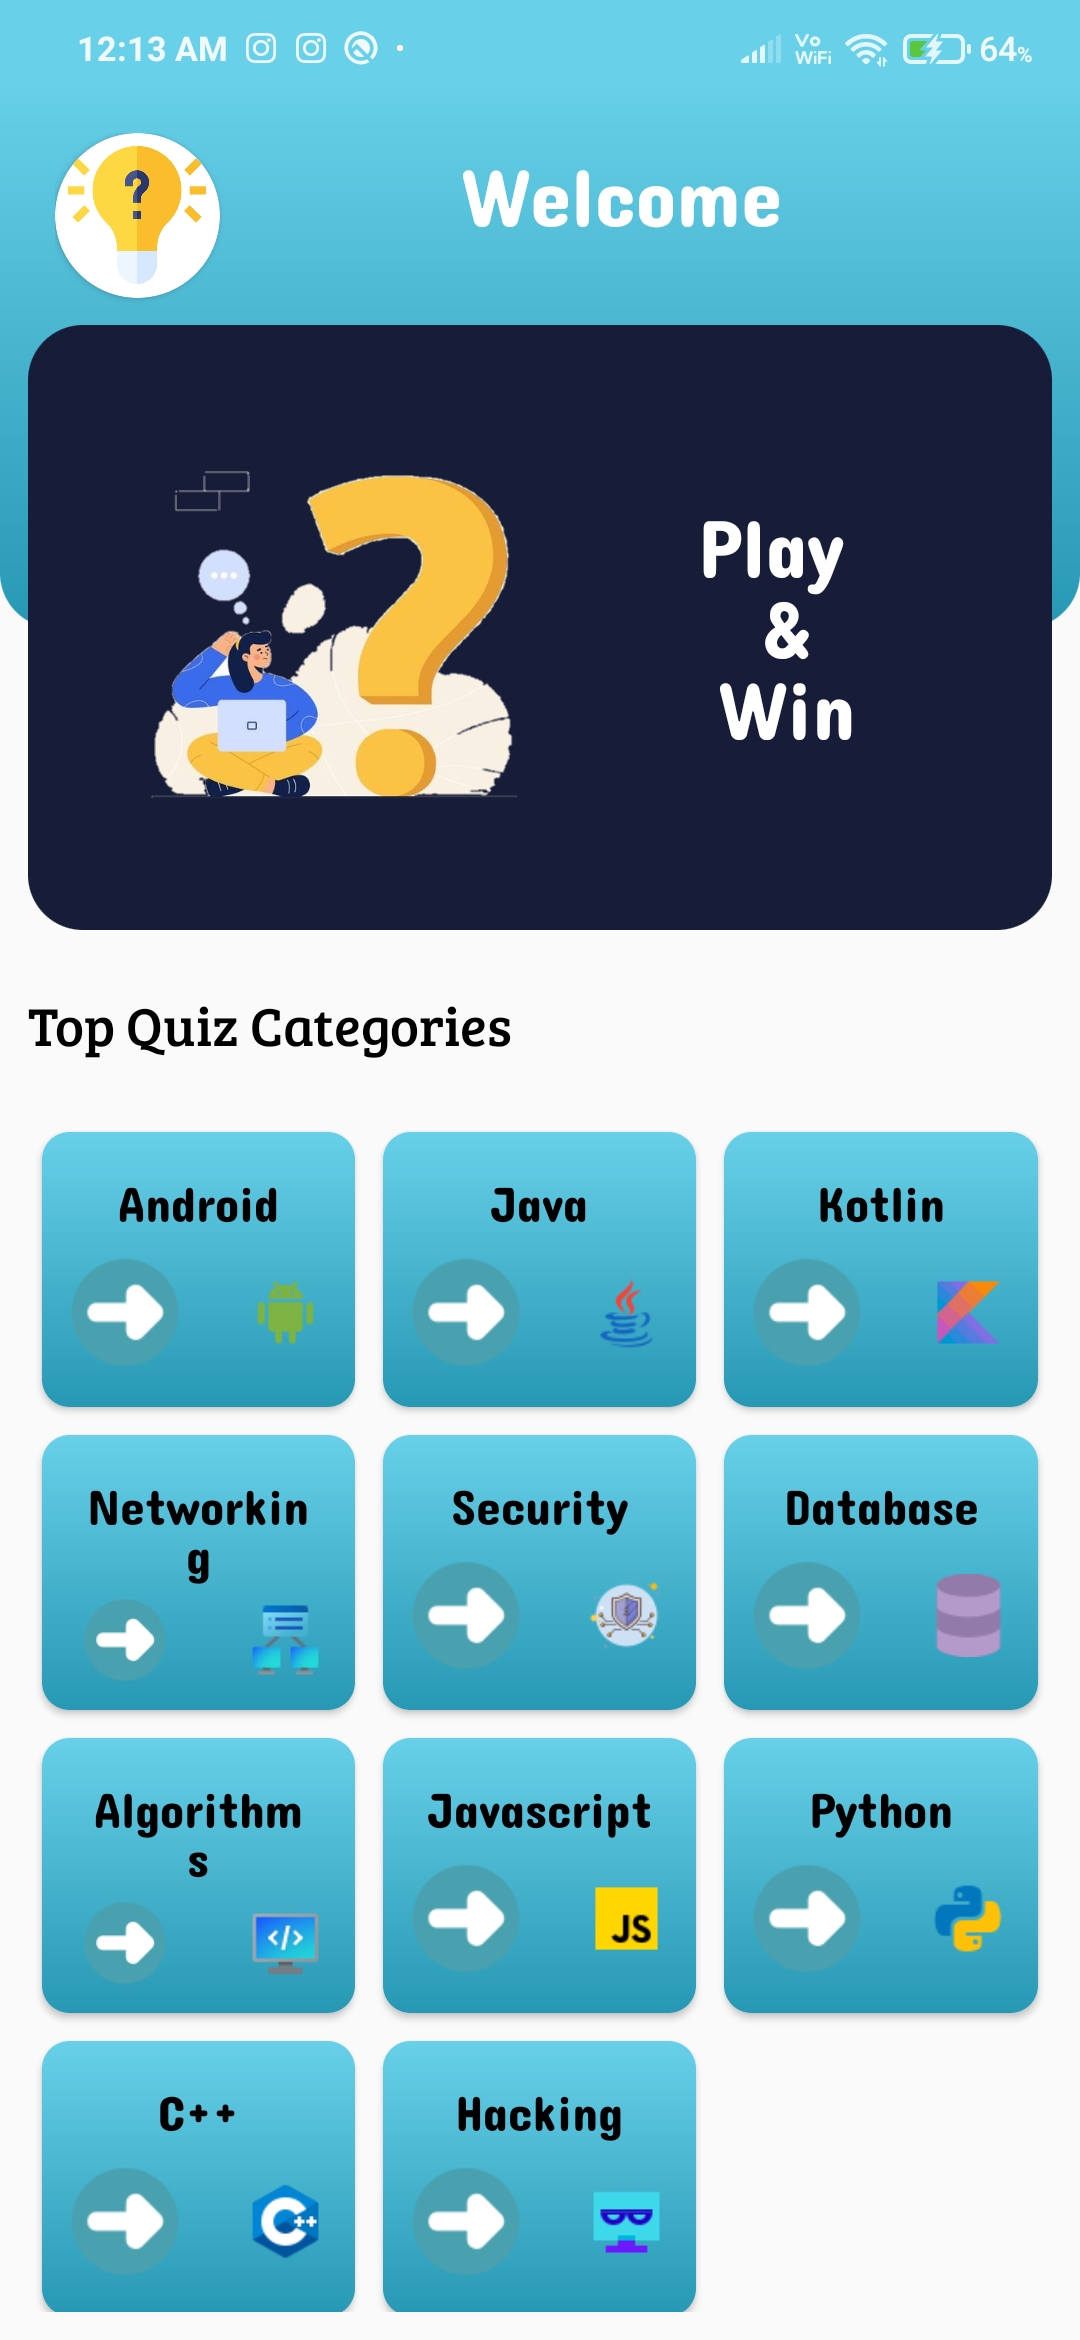 12:13 AM
Vo
WiFi
64%
?
Welcome
Play
&
Win
Top Quiz Categories
Android
Java
Kotlin
Networkin
g
Security
Database
Algorithm
s
</>
Javascript
JS
Python
C++
C++
Hacking